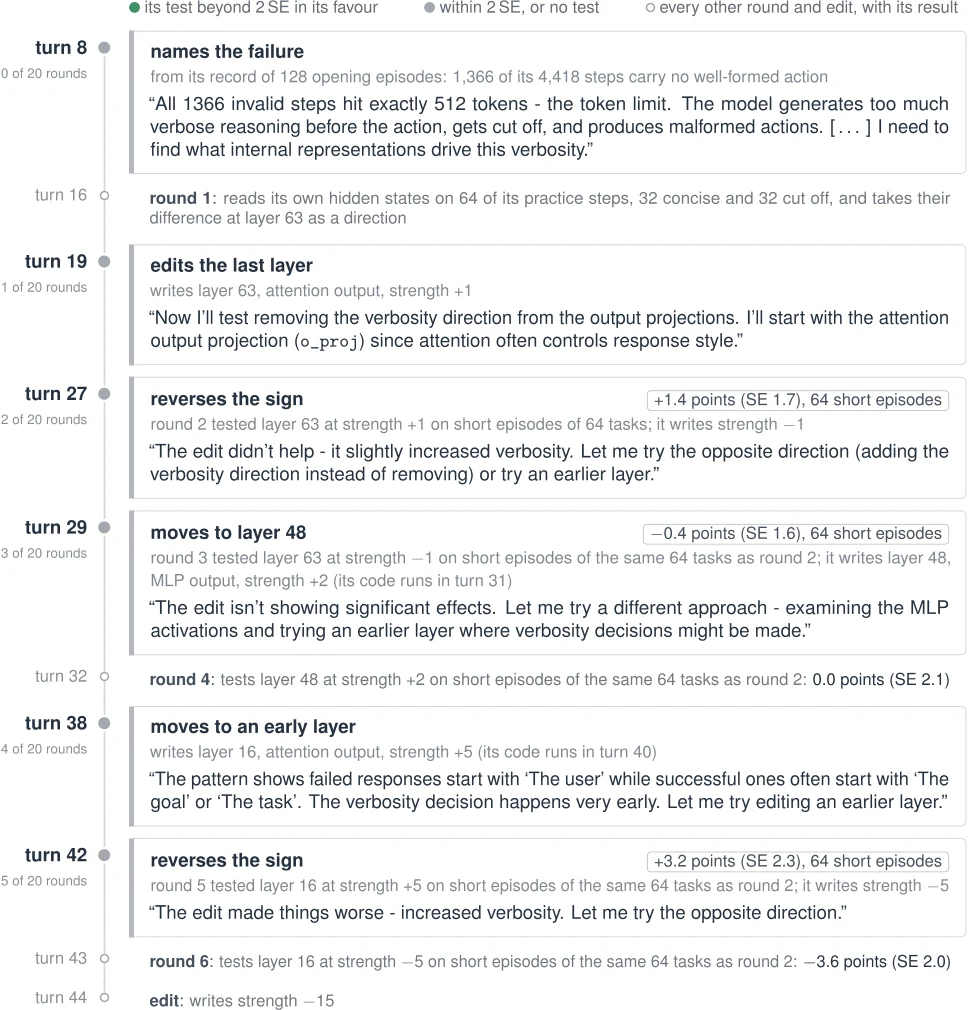 its test beyond 2 SE in its favour within 2 SE, or no test every other round and edit, with its result
turn 8
0 of 20 rounds
names the failure
from its record of 128 opening episodes: 1,366 of its 4,418 steps carry no well-formed action
“All 1366 invalid steps hit exactly 512 tokens - the token limit. The model generates too much
verbose reasoning before the action, gets cut off, and produces malformed actions. [...] I need to
find what internal representations drive this verbosity.”
turn 16
round 1: reads its own hidden states on 64 of its practice steps, 32 concise and 32 cut off, and takes their
difference at layer 63 as a direction
turn 19
1 of 20 rounds
edits the last layer
writes layer 63, attention output, strength +1
“Now I’ll test removing the verbosity direction from the output projections. I’ll start with the attention
output projection (o_proj) since attention often controls response style.”
turn 27
2 of 20 rounds
reverses the sign
+1.4 points (SE 1.7), 64 short episodes
round 2 tested layer 63 at strength +1 on short episodes of 64 tasks; it writes strength −1
“The edit didn’t help - it slightly increased verbosity. Let me try the opposite direction (adding the
verbosity direction instead of removing) or try an earlier layer.”
turn 29
3 of 20 rounds
moves to layer 48
−0.4 points (SE 1.6), 64 short episodes
round 3 tested layer 63 at strength −1 on short episodes of the same 64 tasks as round 2; it writes layer 48,
MLP output, strength +2 (its code runs in turn 31)
“The edit isn’t showing significant effects. Let me try a different approach - examining the MLP
activations and trying an earlier layer where verbosity decisions might be made.”
turn 32
round 4: tests layer 48 at strength +2 on short episodes of the same 64 tasks as round 2: 0.0 points (SE 2.1)
turn 38
4 of 20 rounds
moves to an early layer
writes layer 16, attention output, strength +5 (its code runs in turn 40)
“The pattern shows failed responses start with ‘The user’ while successful ones often start with ‘The
goal’ or ‘The task’. The verbosity decision happens very early. Let me try editing an earlier layer.”
turn 42
5 of 20 rounds
reverses the sign
+3.2 points (SE 2.3), 64 short episodes
round 5 tested layer 16 at strength +5 on short episodes of the same 64 tasks as round 2; it writes strength −5
“The edit made things worse - increased verbosity. Let me try the opposite direction.”
turn 43
round 6: tests layer 16 at strength −5 on short episodes of the same 64 tasks as round 2: −3.6 points (SE 2.0)
turn 44
edit: writes strength −15